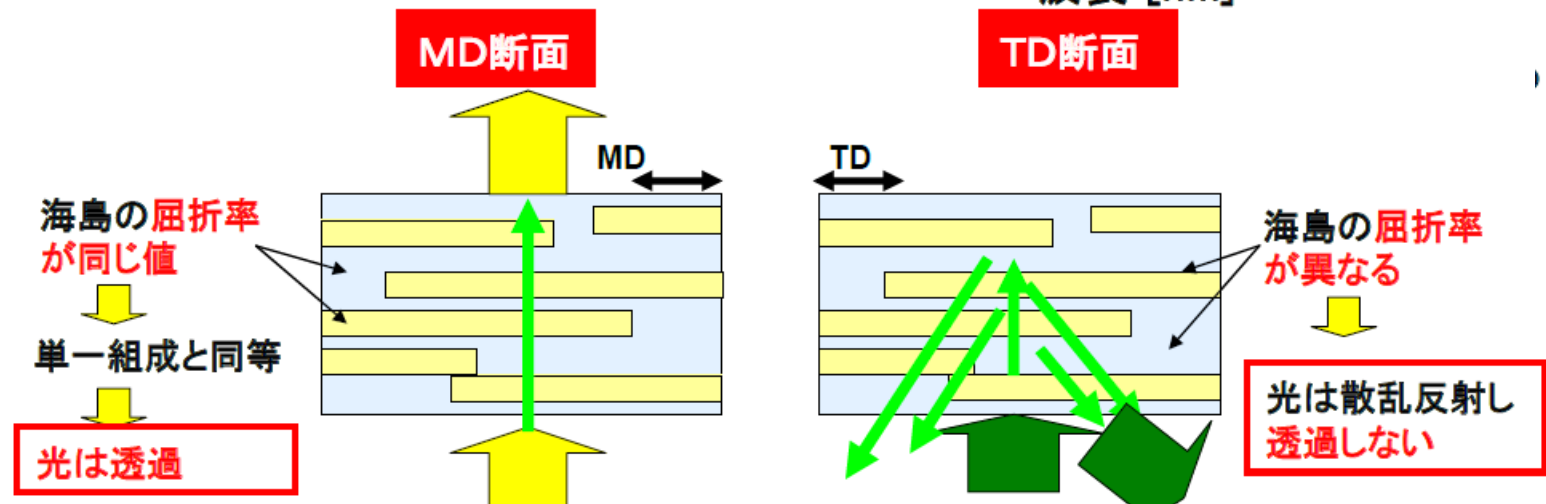 MD断面
TD断面
MD
TD
海島の屈折率
が同じ値
単一組成と同等
光は透過
海島の屈折率
が異なる
光は散乱反射し
透過しない